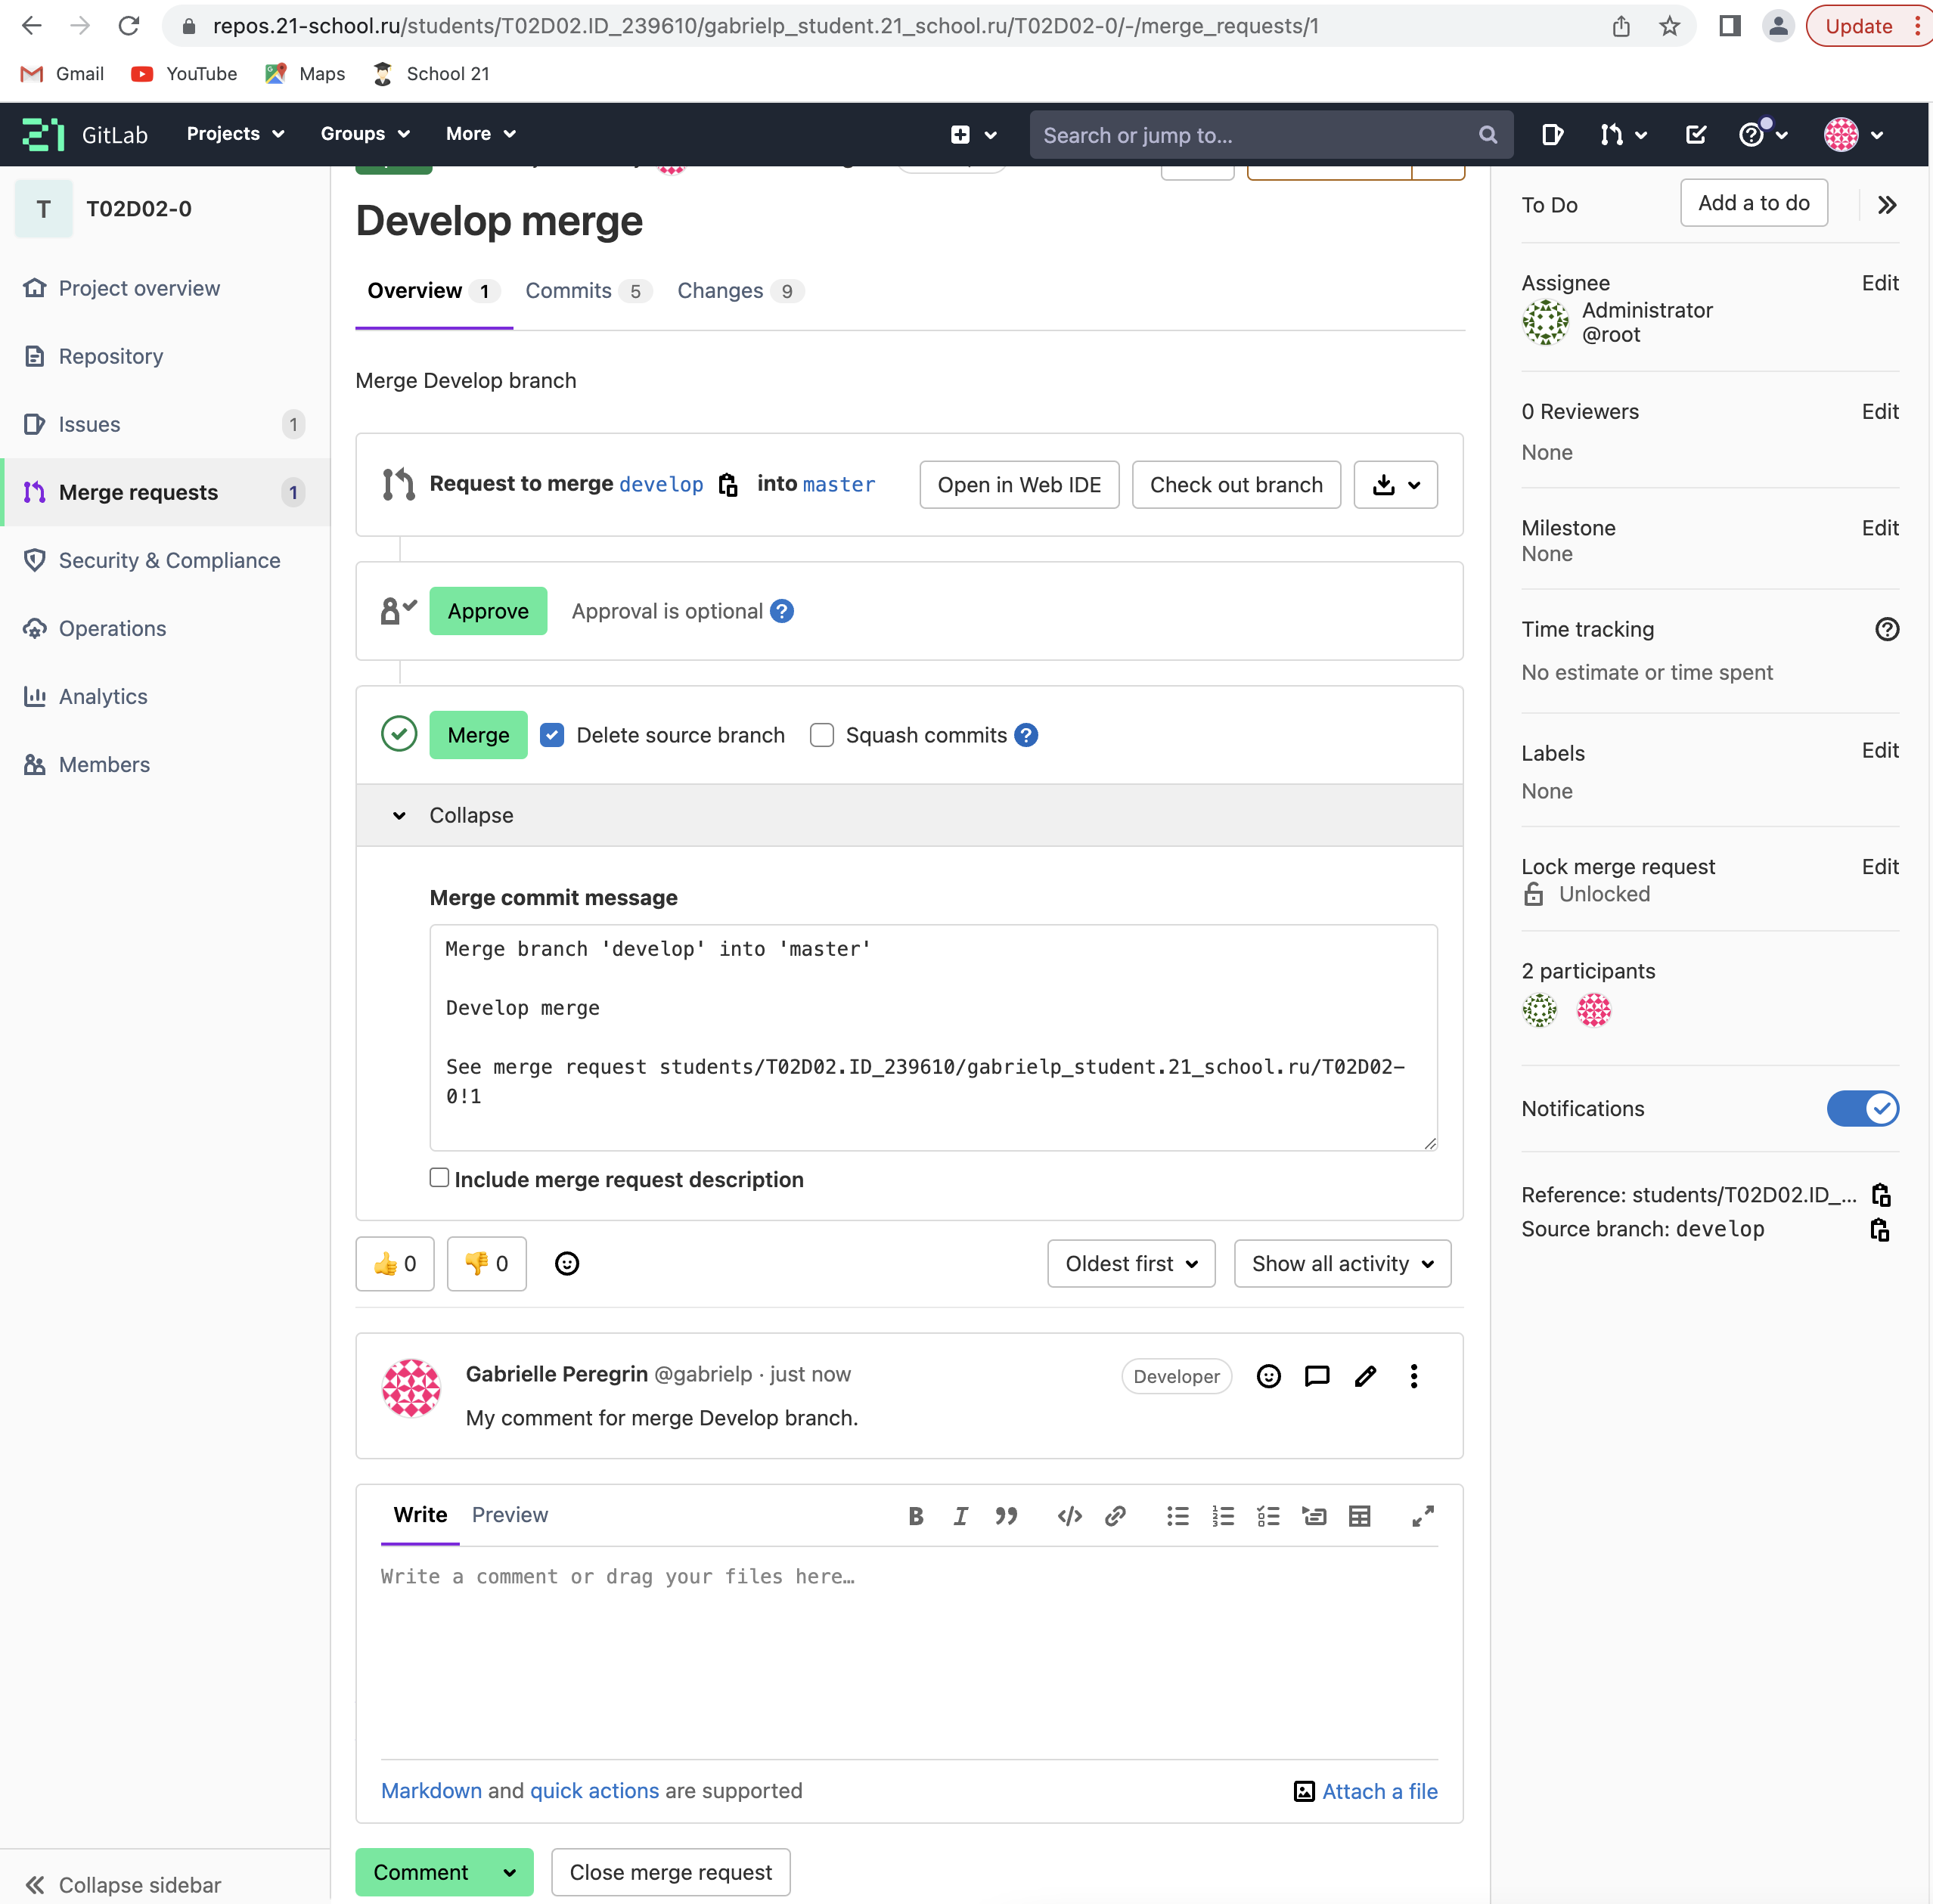 repos.21-school.ru/students/T02D02.ID_239610/gabrielp_student.21_school.ru/T02D02-0/-/merge_requests/1
Update
Gmail YouTube Maps School 21
GitLab Projects Groups More Search or jump to...
T T02D02-0
Project overview
Repository
Issues 1
Merge requests 1
Security & Compliance
Operations
Analytics
Members
Collapse sidebar
Develop merge
Overview 1 Commits 5 Changes 9
Merge Develop branch
Request to merge develop into master Open in Web IDE Check out branch
Approve Approval is optional ?
Merge Delete source branch Squash commits ?
Collapse
Merge commit message
Merge branch 'develop' into 'master'
Develop merge
See merge request students/T02D02.ID_239610/gabrielp_student.21_school.ru/T02D02-
0!1
Include merge request description
👍 0 👎 0 Oldest first Show all activity
Gabrielle Peregrin @gabrielp · just now Developer
My comment for merge Develop branch.
Write Preview
Write a comment or drag your files here…
Markdown and quick actions are supported Attach a file
Comment Close merge request
To Do Add a to do
Assignee Edit
Administrator
@root
0 Reviewers Edit
None
Milestone Edit
None
Time tracking
No estimate or time spent
Labels Edit
None
Lock merge request Edit
Unlocked
2 participants
Notifications
Reference: students/T02D02.ID_...
Source branch: develop